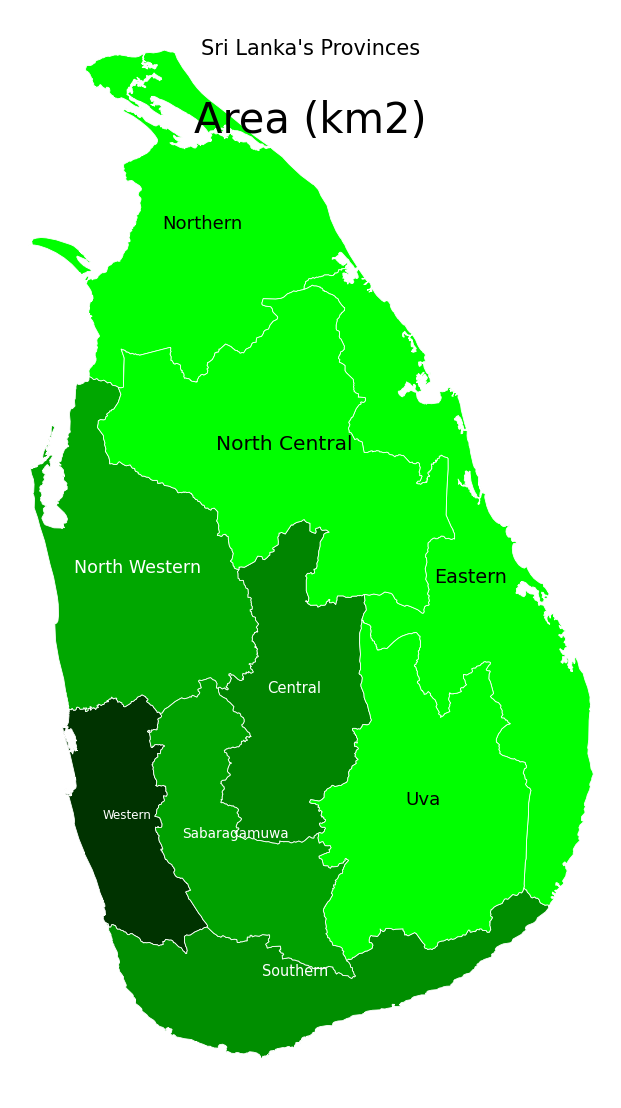 Sri Lanka's Provinces
Area (km2)
Northern
North Central
North Western
Eastern
Central
Uva
Western
Sabaragamuwa
Southern